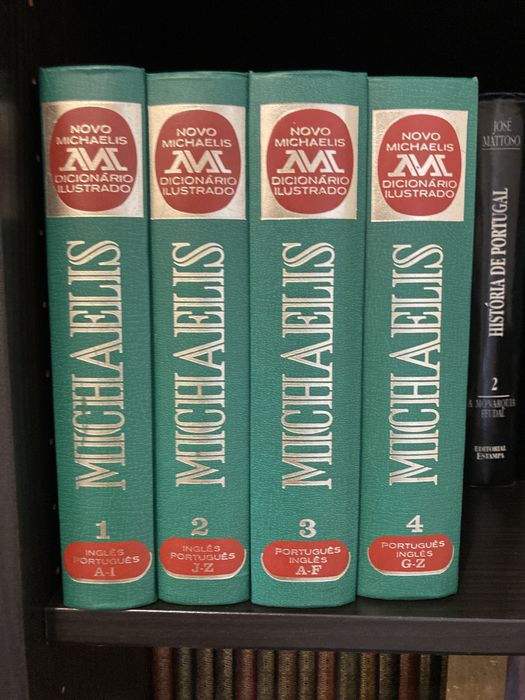 NOVO
MICHAELIS
DICIONÁRIO
ILUSTRADO
MICHAELIS
1
INGLÊS
PORTUGUÊS
A-I
NOVO
MICHAELIS
DICIONÁRIO
ILUSTRADO
MICHAELIS
2
INGLÊS
PORTUGUÊS
J-Z
NOVO
MICHAELIS
DICIONÁRIO
ILUSTRADO
MICHAELIS
3
PORTUGUÊS
INGLÊS
A-F
NOVO
MICHAELIS
DICIONÁRIO
ILUSTRADO
MICHAELIS
4
PORTUGUÊS
INGLÊS
G-Z
JOSÉ
MATTOSO
HISTÓRIA DE PORTUGAL
2
A MONARQUIA
FEUDAL
EDITORIAL
ESTAMPA